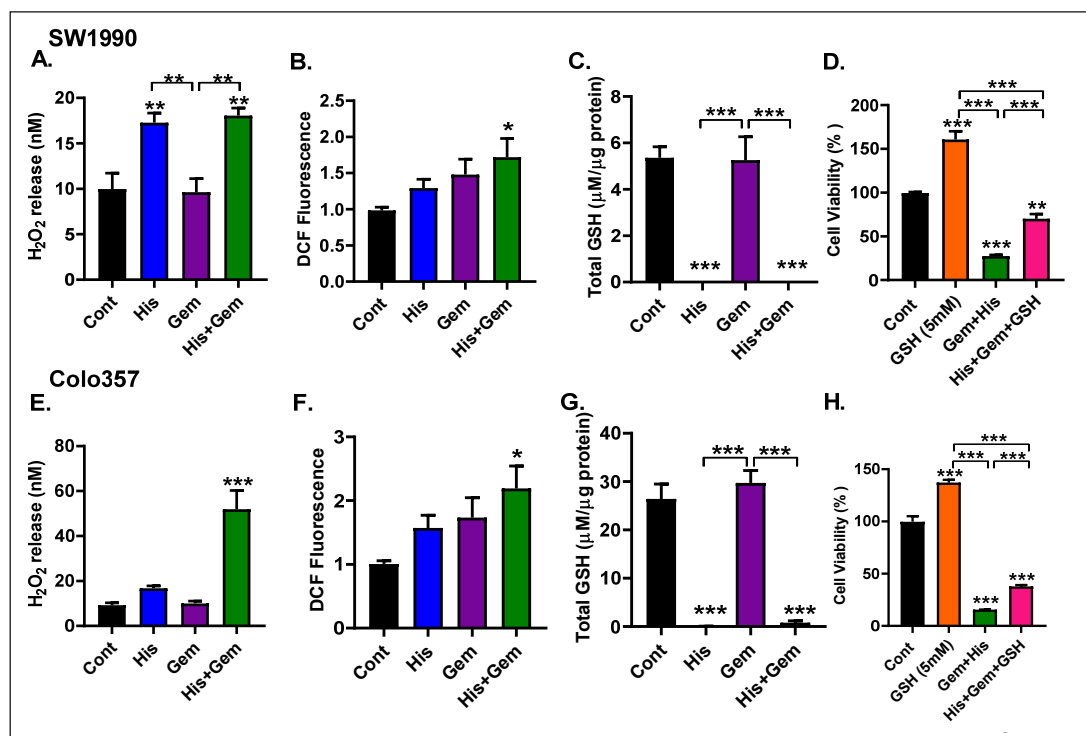 SW1990
A.
H₂O₂ release (nM)
20
15
10
5
0
**
**
**
**
Cont
His
Gem
His+Gem
B.
DCF Fluorescence
2.5
2.0
1.5
1.0
0.5
0.0
*
Cont
His
Gem
His+Gem
C.
Total GSH (µM/µg protein)
8
6
4
2
0
***
***
***
***
Cont
His
Gem
His+Gem
D.
Cell Viability (% )
200
150
100
50
0
***
***
***
***
***
**
Cont
GSH (5mM)
Gem+His
His+Gem+GSH
Colo357
E.
H₂O₂ release (nM)
80
60
40
20
0
***
Cont
His
Gem
His+Gem
F.
DCF Fluorescence
3
2
1
0
*
Cont
His
Gem
His+Gem
G.
Total GSH (µM/µg protein)
40
30
20
10
0
***
***
***
***
Cont
His
Gem
His+Gem
H.
Cell Viability (% )
150
100
50
0
***
***
***
***
***
***
Cont
GSH (5mM)
Gem+His
His+Gem+GSH